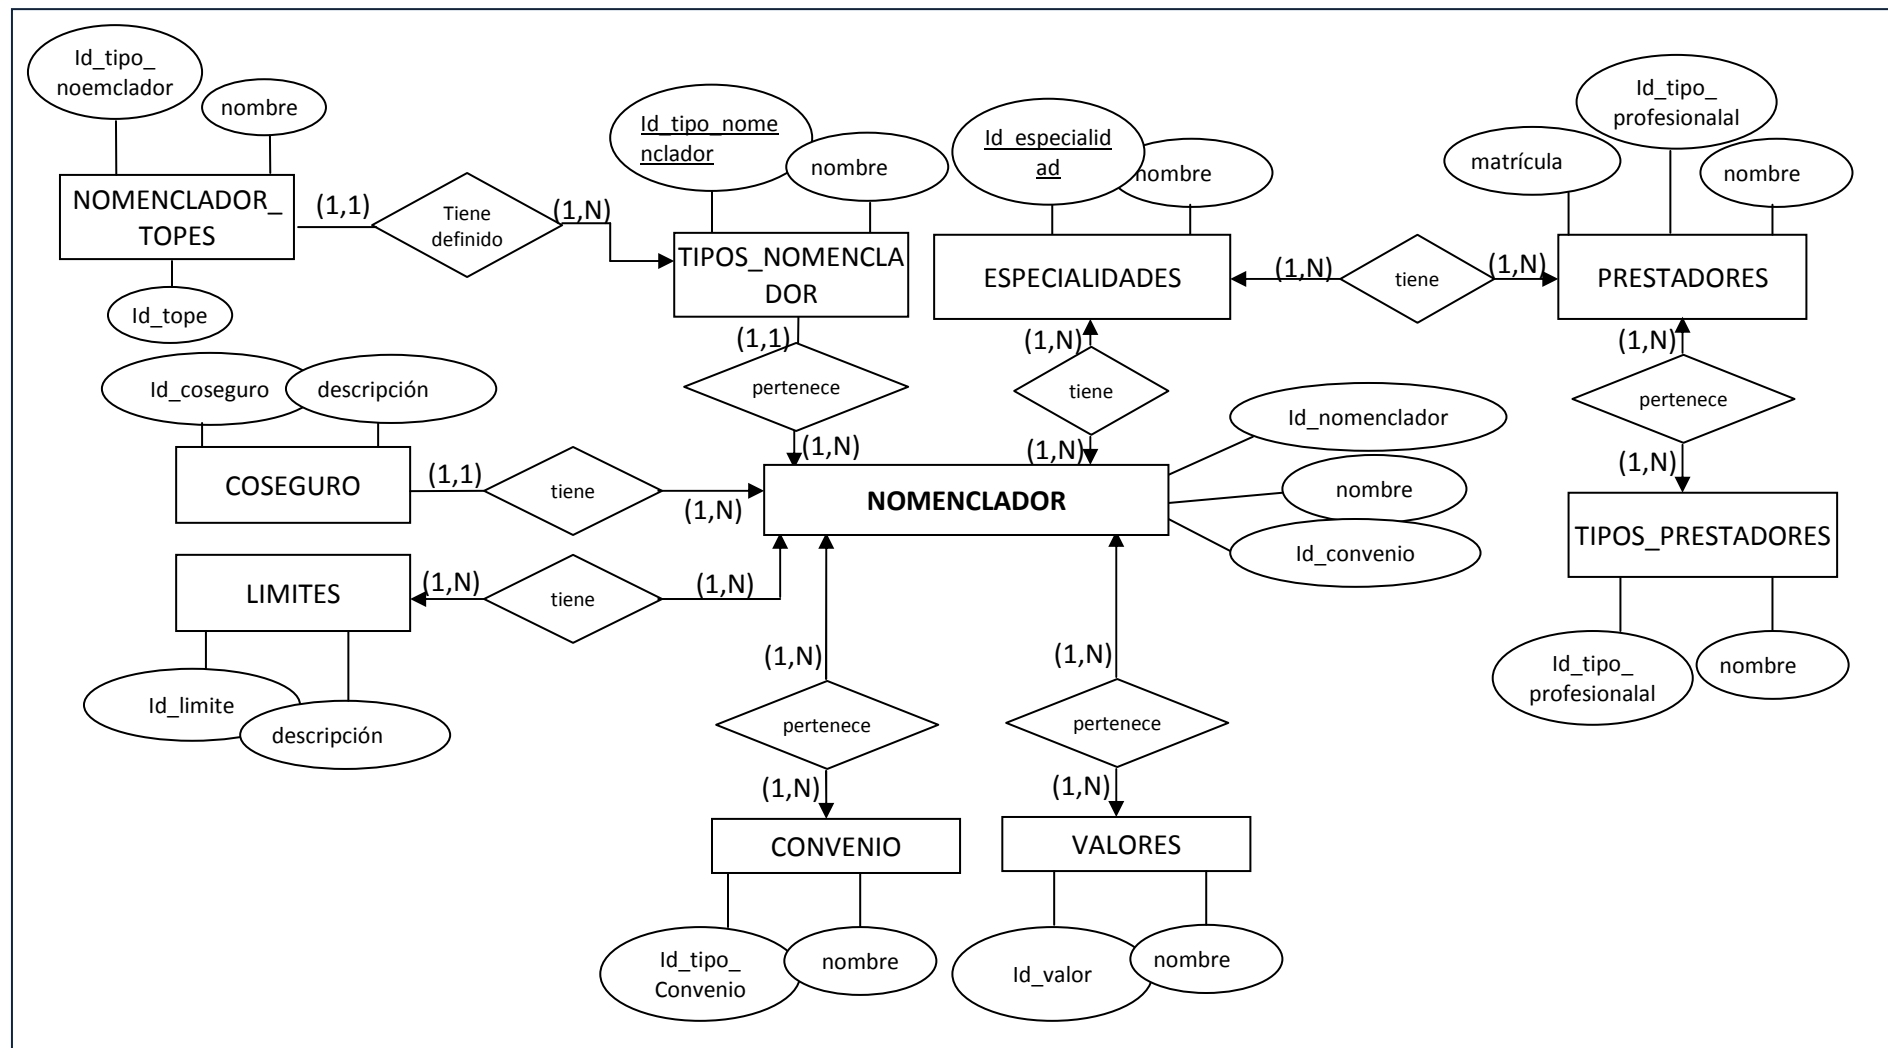 Id_tipo_
noemclador
nombre
NOMENCLADOR_
TOPES
Id_tope
(1,1)
Tiene
definido
(1,N)
Id_tipo_nome
nclador
nombre
TIPOS_NOMENCLA
DOR
(1,1)
pertenece
(1,N)
Id_especialid
ad
nombre
ESPECIALIDADES
(1,N)
tiene
(1,N)
matrícula
Id_tipo_
profesionalal
nombre
PRESTADORES
(1,N)
pertenece
(1,N)
TIPOS_PRESTADORES
Id_tipo_
profesionalal
nombre
(1,N)
tiene
(1,N)
Id_coseguro
descripción
COSEGURO
(1,1)
tiene
(1,N)
NOMENCLADOR
Id_nomenclador
nombre
Id_convenio
LIMITES
(1,N)
tiene
(1,N)
Id_limite
descripción
(1,N)
pertenece
(1,N)
CONVENIO
Id_tipo_
Convenio
nombre
(1,N)
pertenece
(1,N)
VALORES
Id_valor
nombre